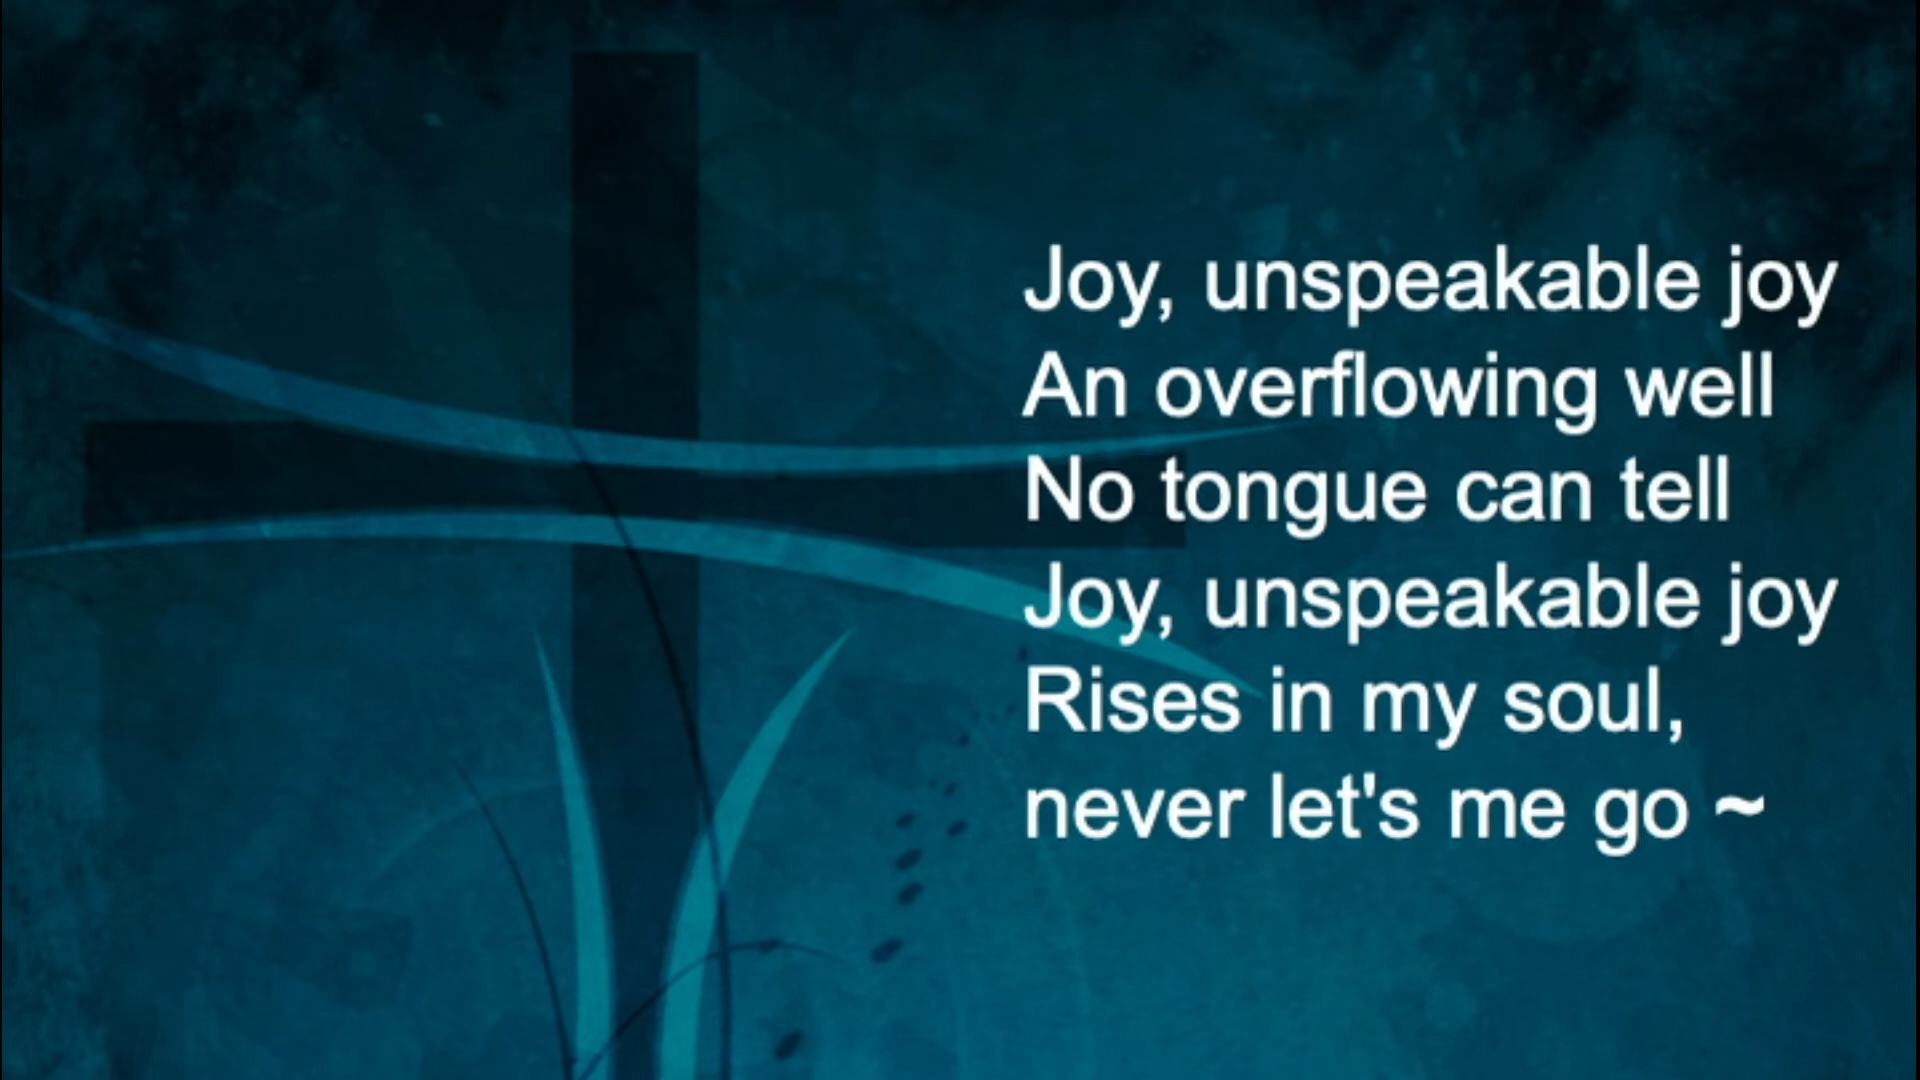 Joy, unspeakable joy
An overflowing well
No tongue can tell
Joy, unspeakable joy
Rises in my soul,
never let's me go ~